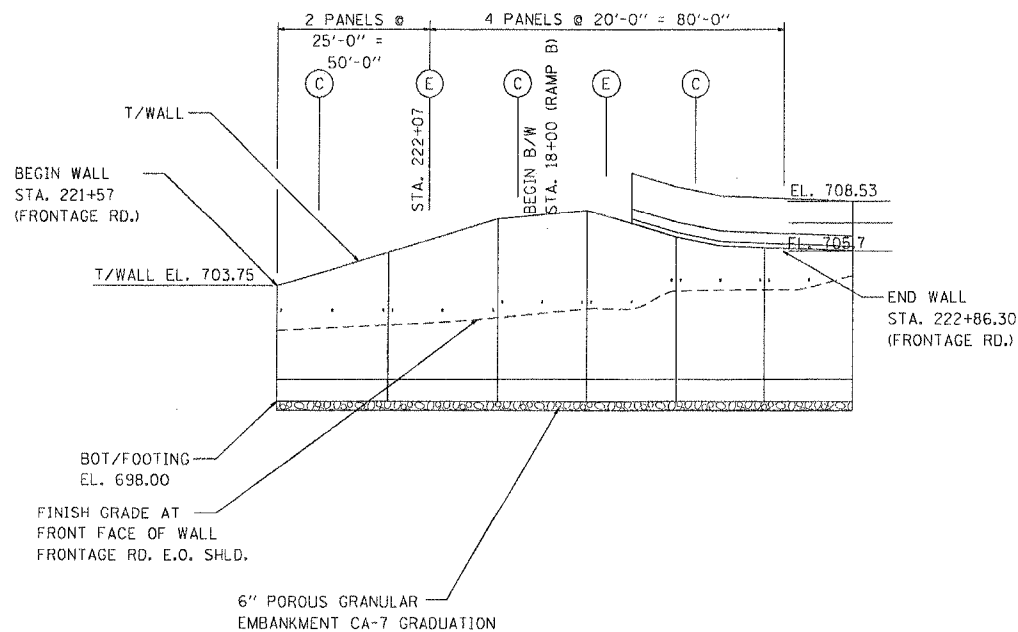 2 PANELS @
25'-0" =
50'-0"
4 PANELS @ 20'-0" = 80'-0"
C
E
C
E
C
STA. 222+07
BEGIN B/W
STA. 18+00 (RAMP B)
T/WALL
BEGIN WALL
STA. 221+57
(FRONTAGE RD.)
T/WALL EL. 703.75
EL. 708.53
EL. 705.7
END WALL
STA. 222+86.30
(FRONTAGE RD.)
BOT/FOOTING
EL. 698.00
FINISH GRADE AT
FRONT FACE OF WALL
FRONTAGE RD. E.O. SHLD.
6" POROUS GRANULAR
EMBANKMENT CA-7 GRADUATION